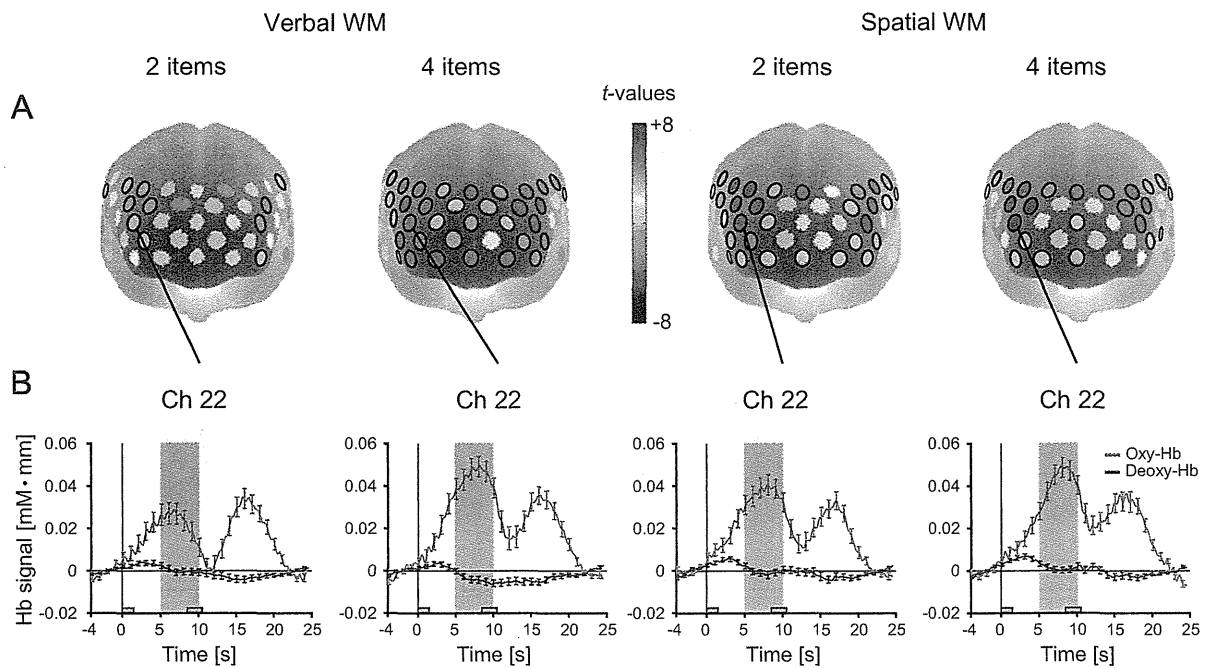 Verbal WM Spatial WM
2 items 4 items 2 items 4 items
t-values
A
+8
-8
B
Ch 22 Ch 22 Ch 22 Ch 22
Hb signal [mM • mm]
0.06 0.06 0.06 0.06
0.04 0.04 0.04 0.04
0.02 0.02 0.02 0.02
0 0 0 0
-0.02 -0.02 -0.02 -0.02
Oxy-Hb
Deoxy-Hb
-4 0 5 10 15 20 25 -4 0 5 10 15 20 25 -4 0 5 10 15 20 25 -4 0 5 10 15 20 25
Time [s] Time [s] Time [s] Time [s]